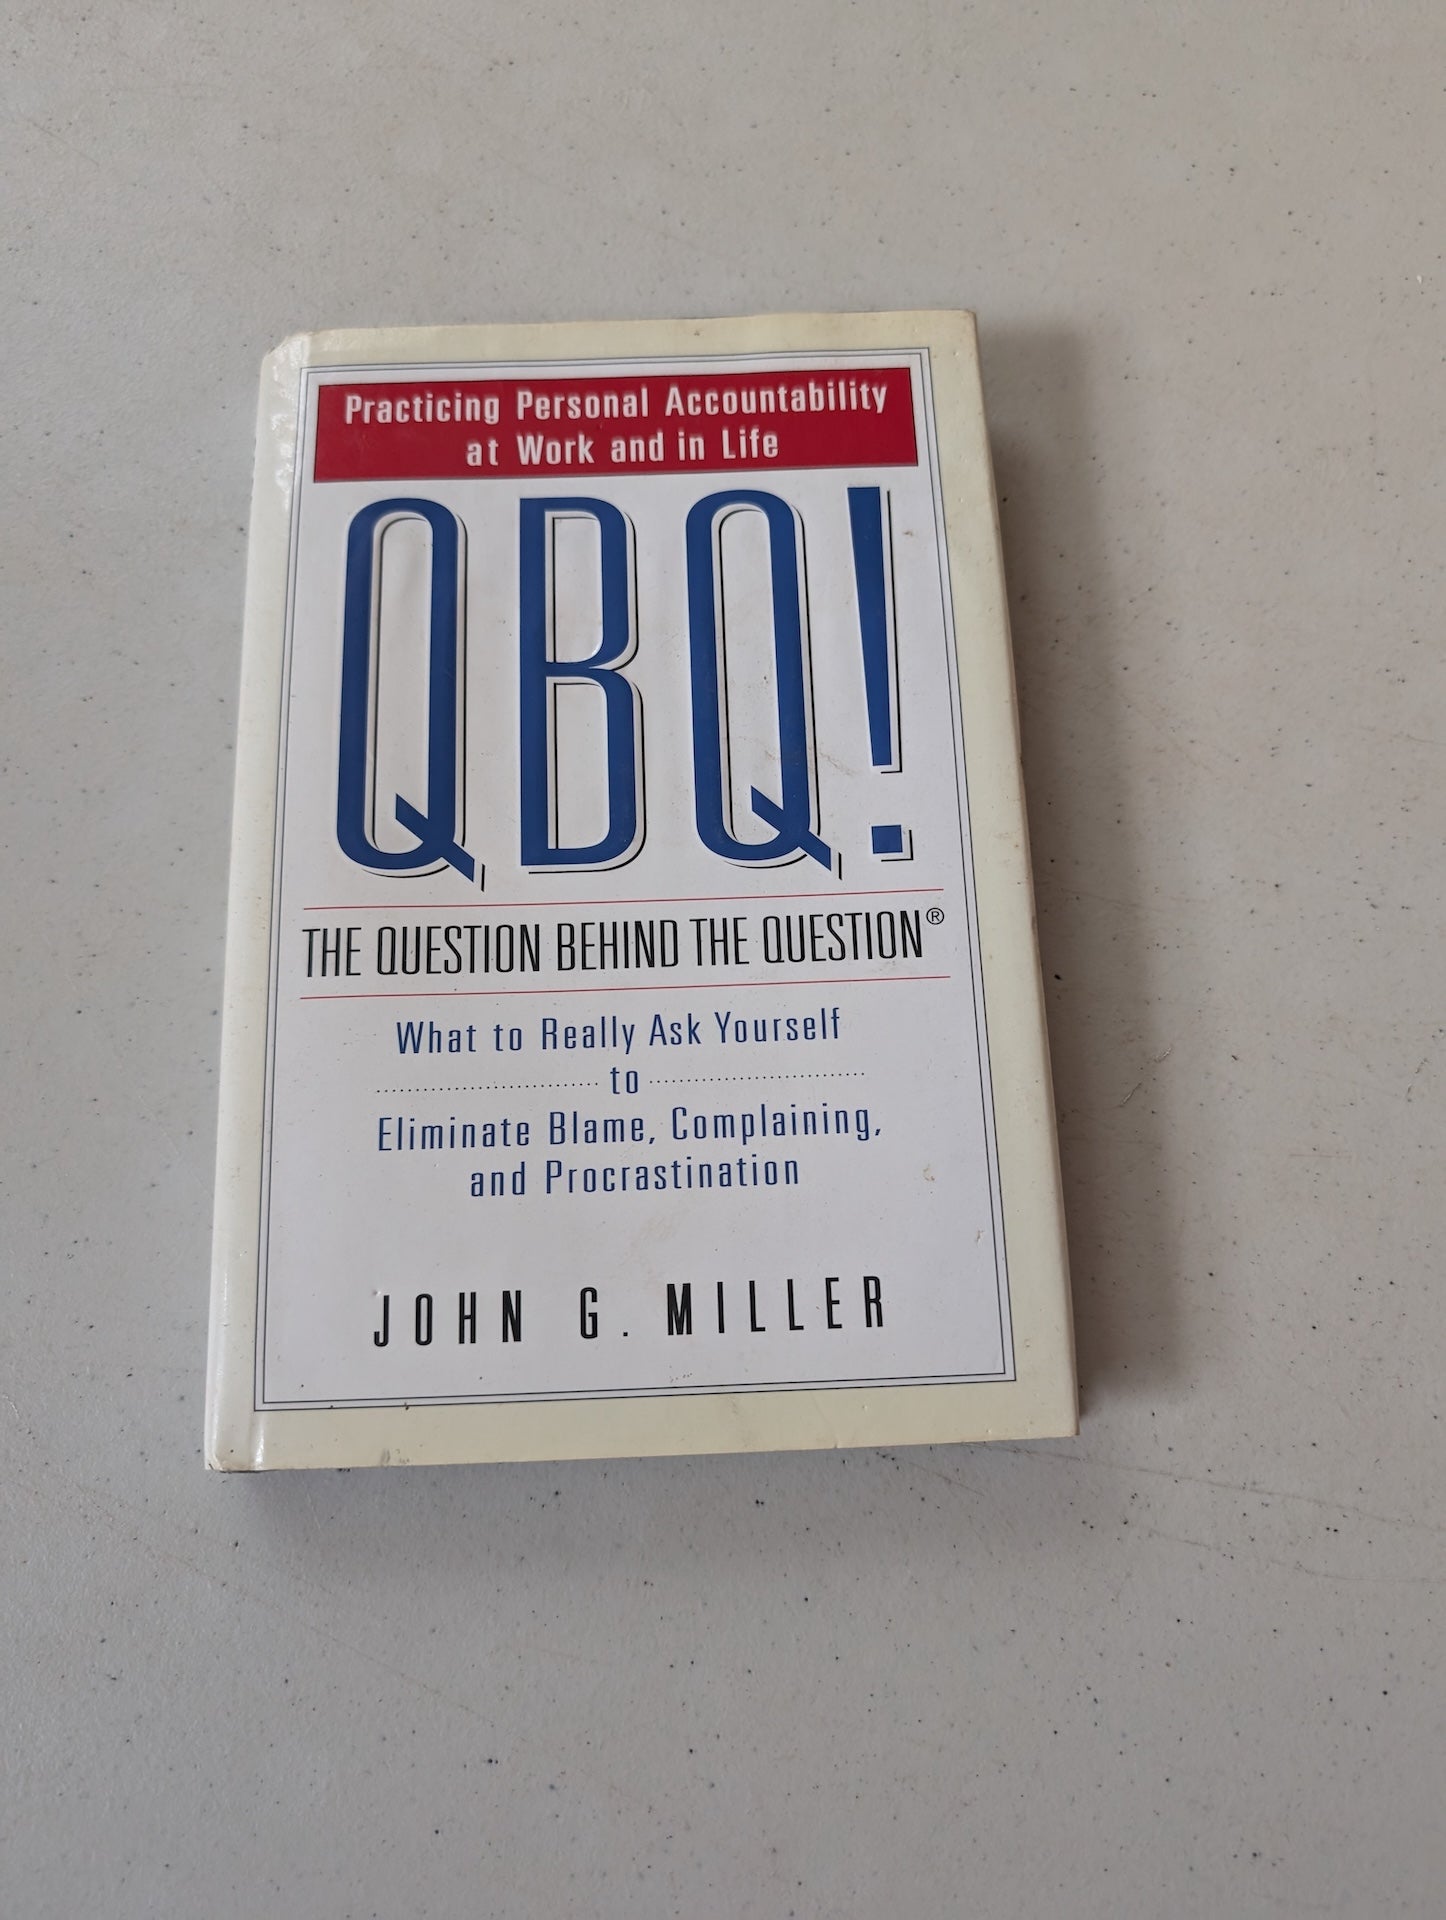 Practicing Personal Accountability
at Work and in Life
QBQ!
THE QUESTION BEHIND THE QUESTION®
What to Really Ask Yourself
to
Eliminate Blame, Complaining,
and Procrastination
JOHN G. MILLER